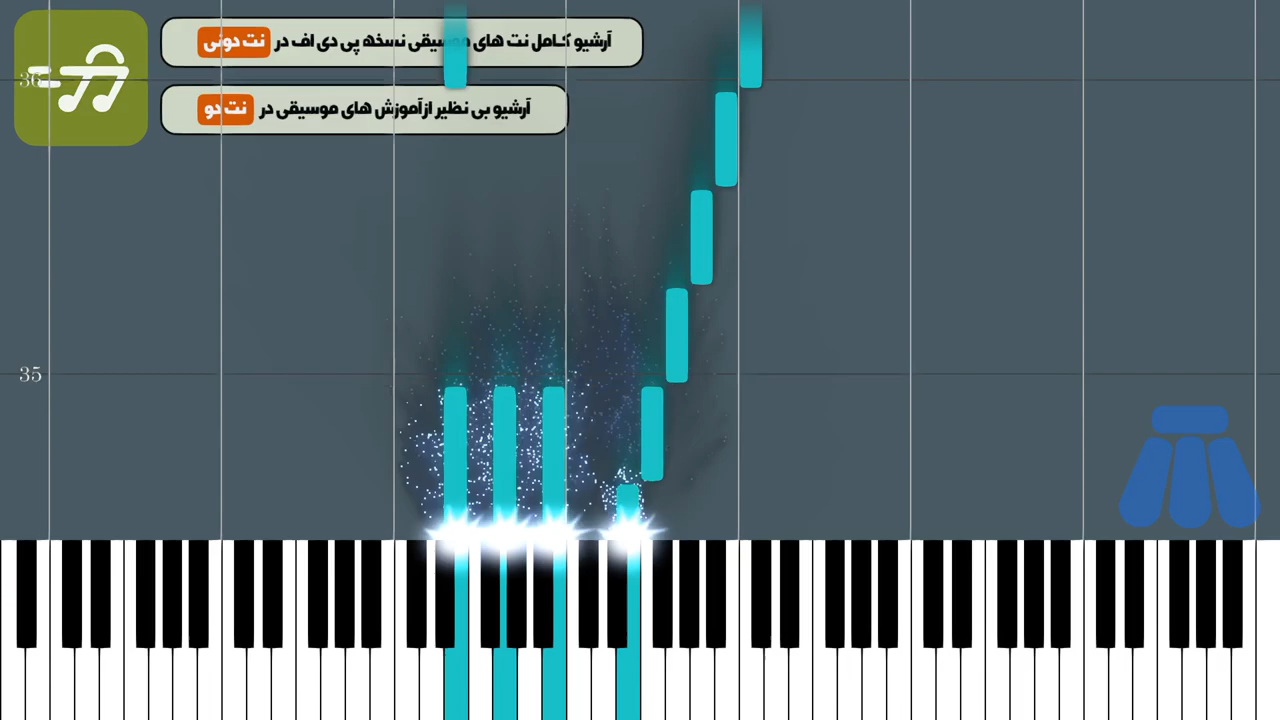 آرشیو کامل نت های موسیقی نسخه پی دی اف در نت دونی
آرشیو بی نظیر از آموزش های موسیقی در نت دو
36
35